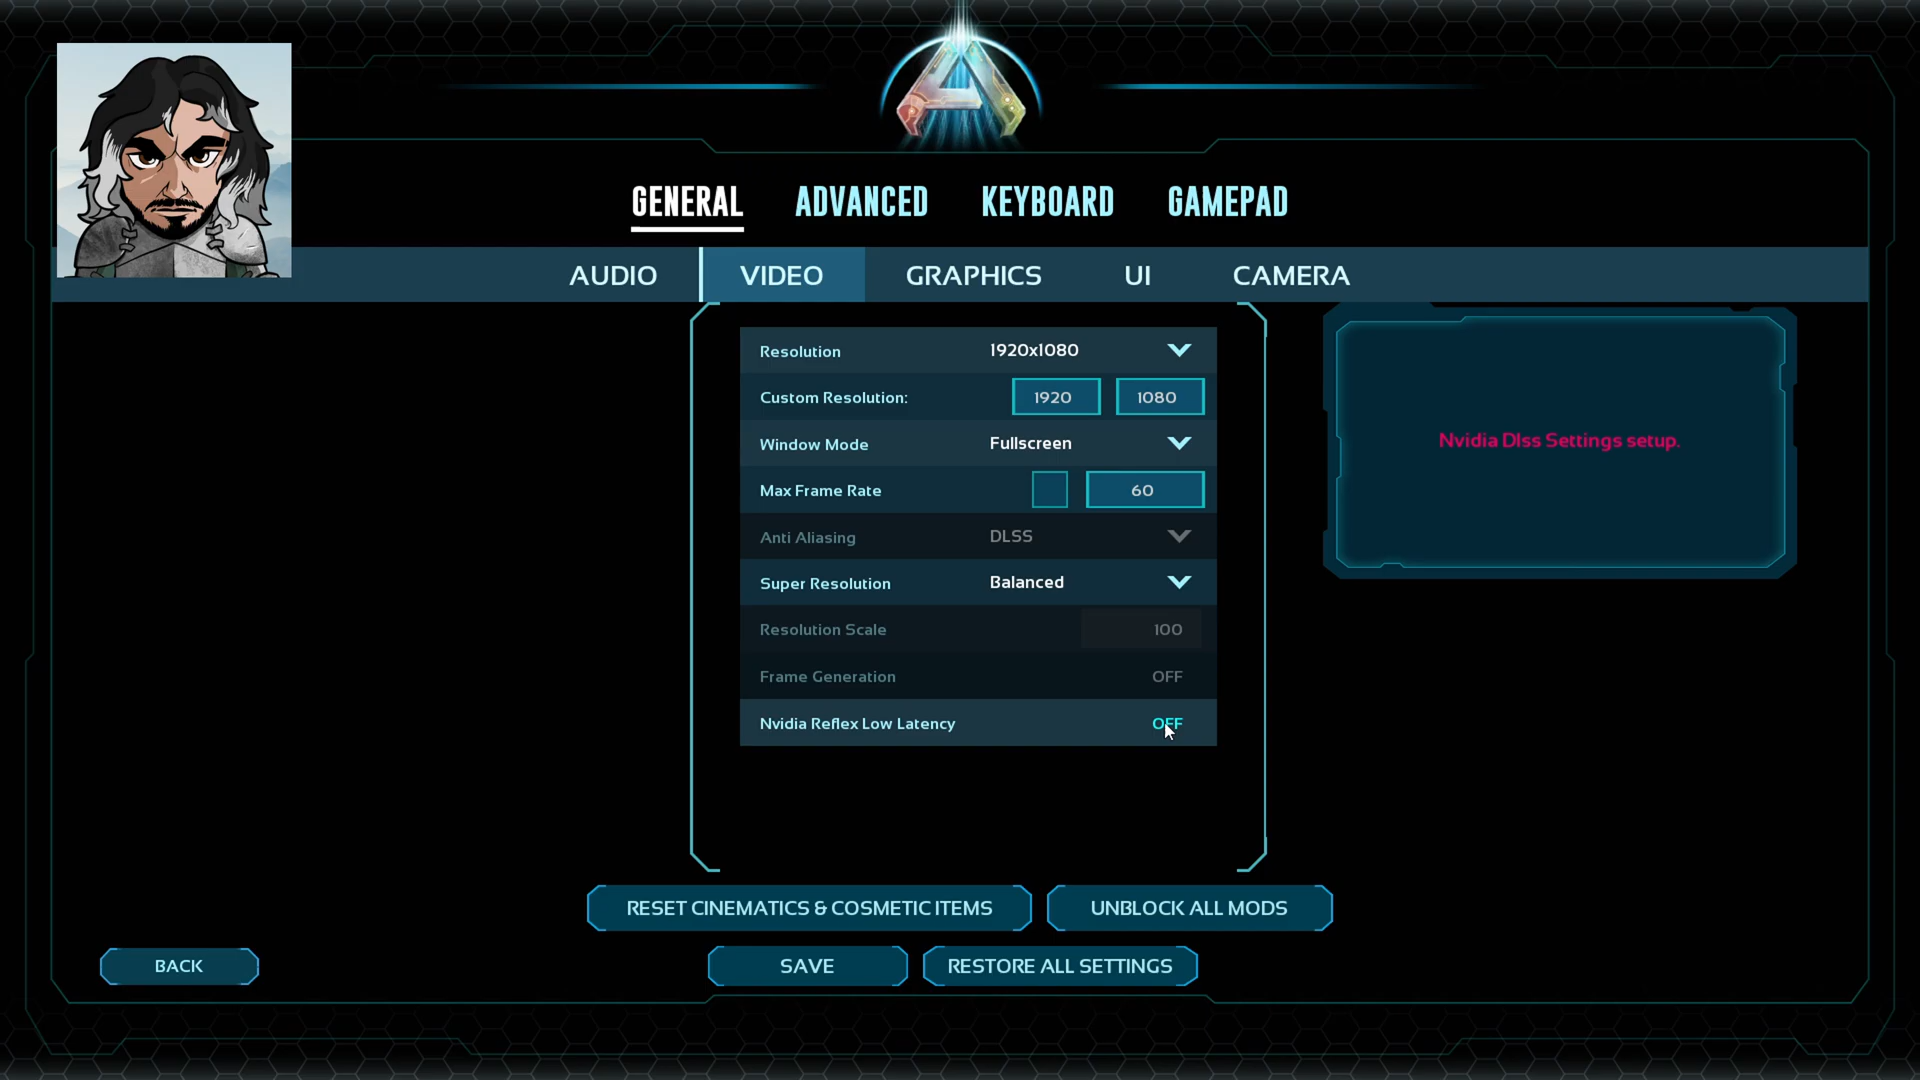 GENERAL ADVANCED KEYBOARD GAMEPAD
AUDIO VIDEO GRAPHICS UI CAMERA
Resolution 1920x1080
Custom Resolution: 1920 1080
Window Mode Fullscreen
Max Frame Rate 60
Anti Aliasing DLSS
Super Resolution Balanced
Resolution Scale 100
Frame Generation OFF
Nvidia Reflex Low Latency OFF
Nvidia Dlss Settings setup.
RESET CINEMATICS & COSMETIC ITEMS UNBLOCK ALL MODS
BACK SAVE RESTORE ALL SETTINGS